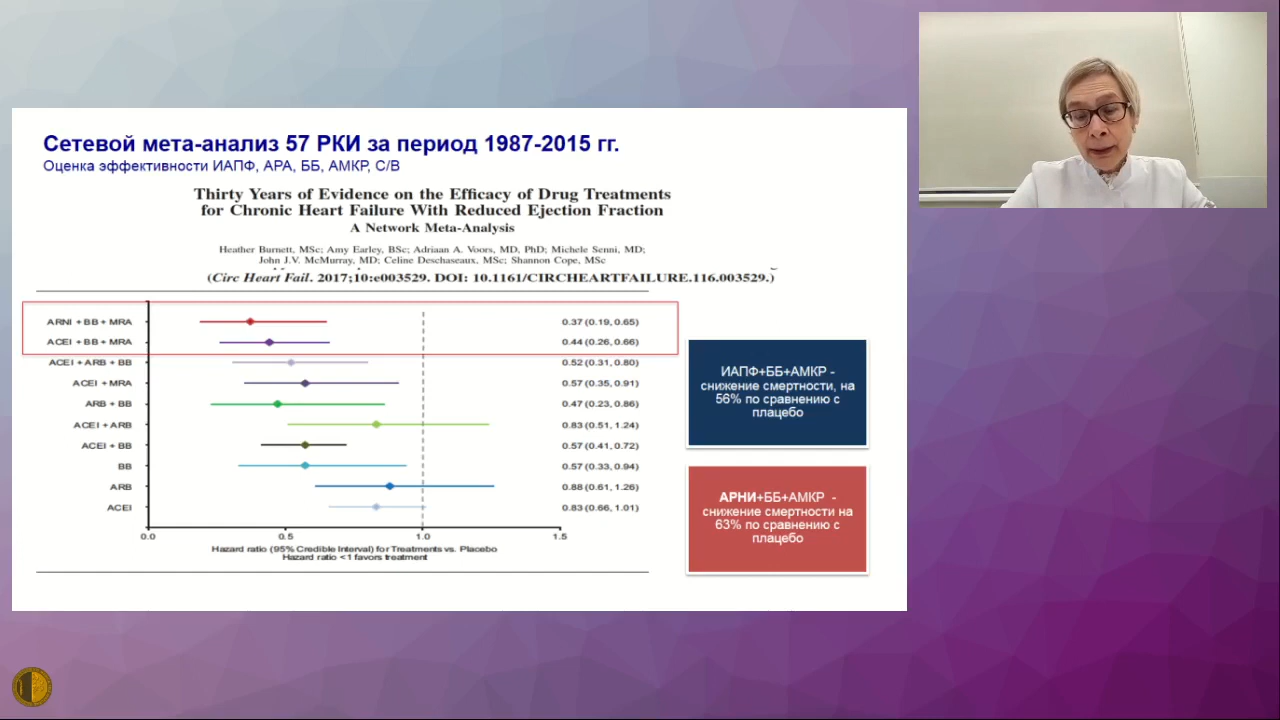 Сетевой мета-анализ 57 РКИ за период 1987-2015 гг.
Оценка эффективности ИАПФ, АРА, ББ, АМКР, С/В
Thirty Years of Evidence on the Efficacy of Drug Treatments
for Chronic Heart Failure With Reduced Ejection Fraction
A Network Meta-Analysis
Heather Burnett, MSc; Amy Earley, BSc; Adriaan A. Voors, MD, PhD; Michele Senni, MD;
John J.V. McMurray, MD; Celine Deschaseaux, MSc; Shannon Cope, MSc
(Circ Heart Fail. 2017;10:e003529. DOI: 10.1161/CIRCHEARTFAILURE.116.003529.)
ARNI + BB + MRA 0.37 (0.19, 0.65)
ACEI + BB + MRA 0.44 (0.26, 0.66)
ACEI + ARB + BB 0.52 (0.31, 0.80)
ACEI + MRA 0.57 (0.35, 0.91)
ARB + BB 0.47 (0.23, 0.86)
ACEI + ARB 0.83 (0.51, 1.24)
ACEI + BB 0.57 (0.41, 0.72)
BB 0.57 (0.33, 0.94)
ARB 0.88 (0.61, 1.26)
ACEI 0.83 (0.66, 1.01)
0.0 0.5 1.0 1.5
Hazard ratio (95% Credible Interval) for Treatments vs. Placebo
Hazard ratio <1 favors treatment
ИАПФ+ББ+АМКР -
снижение смертности, на
56% по сравнению с
плацебо
АРНИ+ББ+АМКР -
снижение смертности на
63% по сравнению с
плацебо